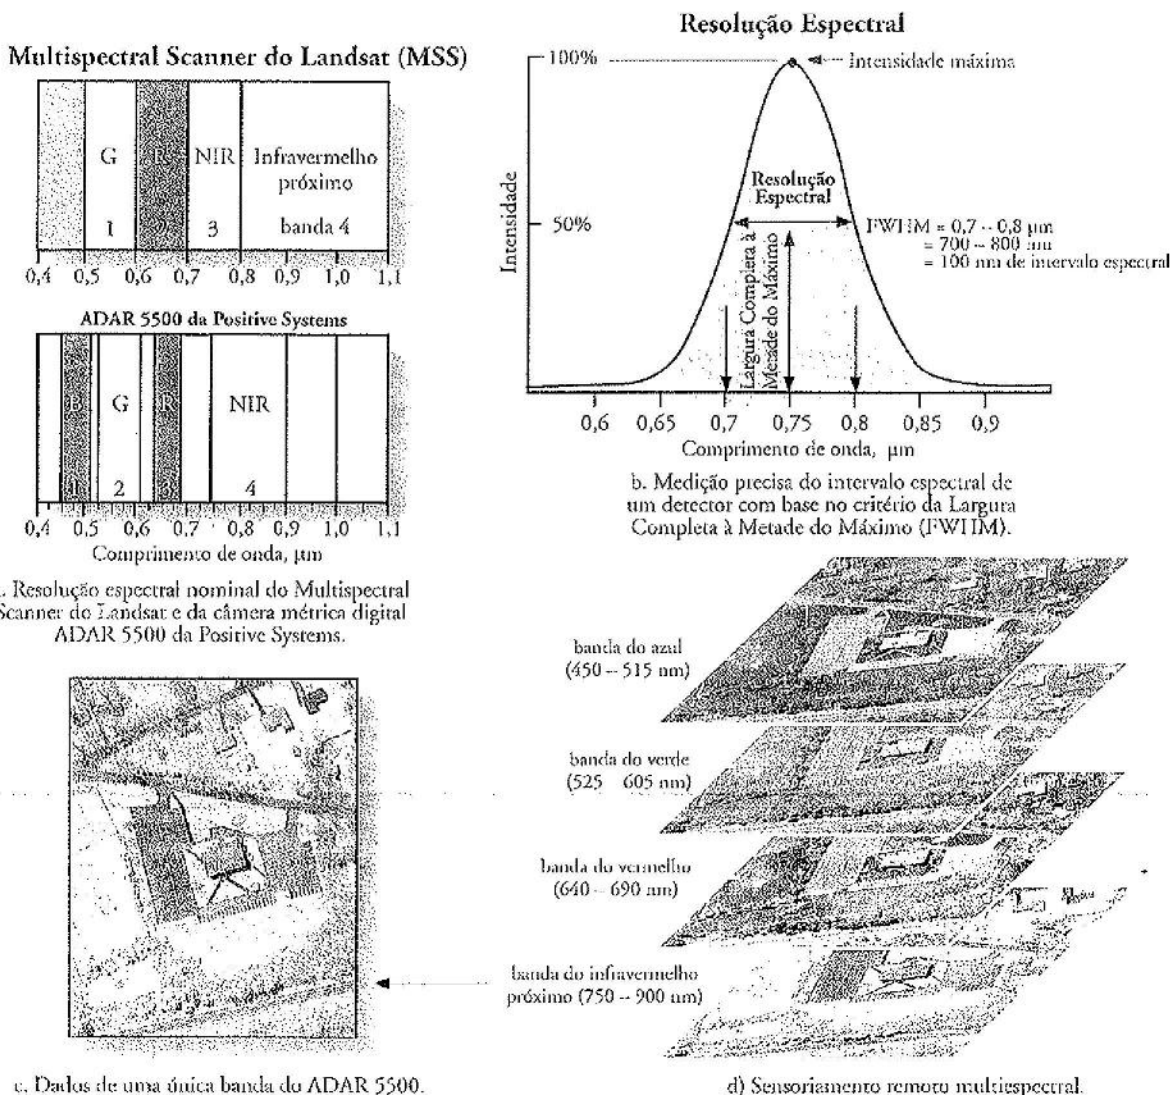 Multispectral Scanner do Landsat (MSS)
G R NIR Infravermelho
próximo
1 2 3 banda 4
0,4 0,5 0,6 0,7 0,8 1,0 1,1
ADAR 5500 da Positive Systems
B G R NIR
1 2 3 4
0,4 0,5 0,6 0,7 0,8 1,0 1,1
Comprimento de onda, µm
. Resolução espectral nominal do Multispectral
Scanner do Landsat e da câmera métrica digital
ADAR 5500 da Positive Systems.
Resolução Espectral
100%
Intensidade máxima
Intensidade
50%
Resolução
Espectral
Largura Completa à
Metade do Máximo
FWHM = 0,7 – 0,8 µm
= 700 – 800 nm
= 100 nm de intervalo espectral
0,6 0,65 0,7 0,75 0,8 0,85 0,9
Comprimento de onda, µm
b. Medição precisa do intervalo espectral de
um detector com base no critério da Largura
Completa à Metade do Máximo (FWHM).
banda do azul
(450 – 515 nm)
banda do verde
(525 605 nm)
banda do vermelho
(640 – 690 nm)
banda do infravermelho
próximo (750 – 900 nm)
c. Dados de uma única banda do ADAR 5500.
d) Sensoriamento remoto multiespectral.